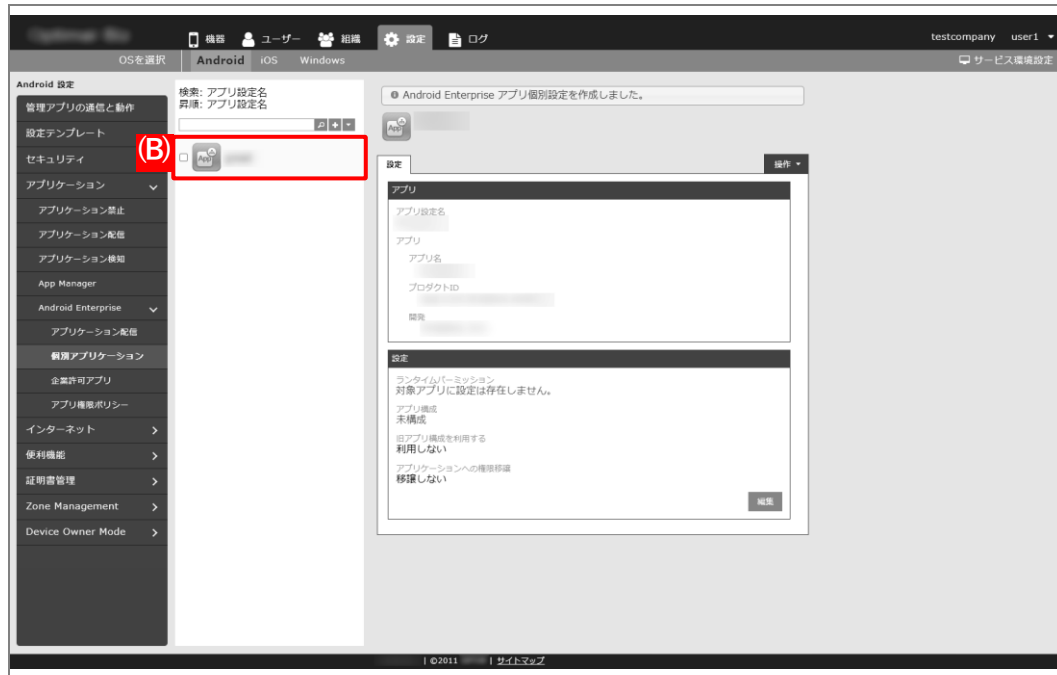 機器 ユーザー 組織 設定 ログ testcompany user1
OSを選択 Android iOS Windows サービス環境設定
Android 設定
管理アプリの通信と動作
設定テンプレート
セキュリティ
アプリケーション
アプリケーション禁止
アプリケーション配信
アプリケーション検知
App Manager
Android Enterprise
アプリケーション配信
個別アプリケーション
企業許可アプリ
アプリ権限ポリシー
インターネット
便利機能
証明書管理
Zone Management
Device Owner Mode
検索: アプリ設定名
昇順: アプリ設定名
(B)
App
Android Enterprise アプリ個別設定を作成しました。
App
設定 操作
アプリ
アプリ設定名
アプリ
アプリ名
プロダクトID
開発
設定
ランタイムパーミッション
対象アプリに設定は存在しません。
アプリ構成
未構成
旧アプリ構成を利用する
利用しない
アプリケーションへの権限移譲
移譲しない
編集
| ©2011 | サイトマップ